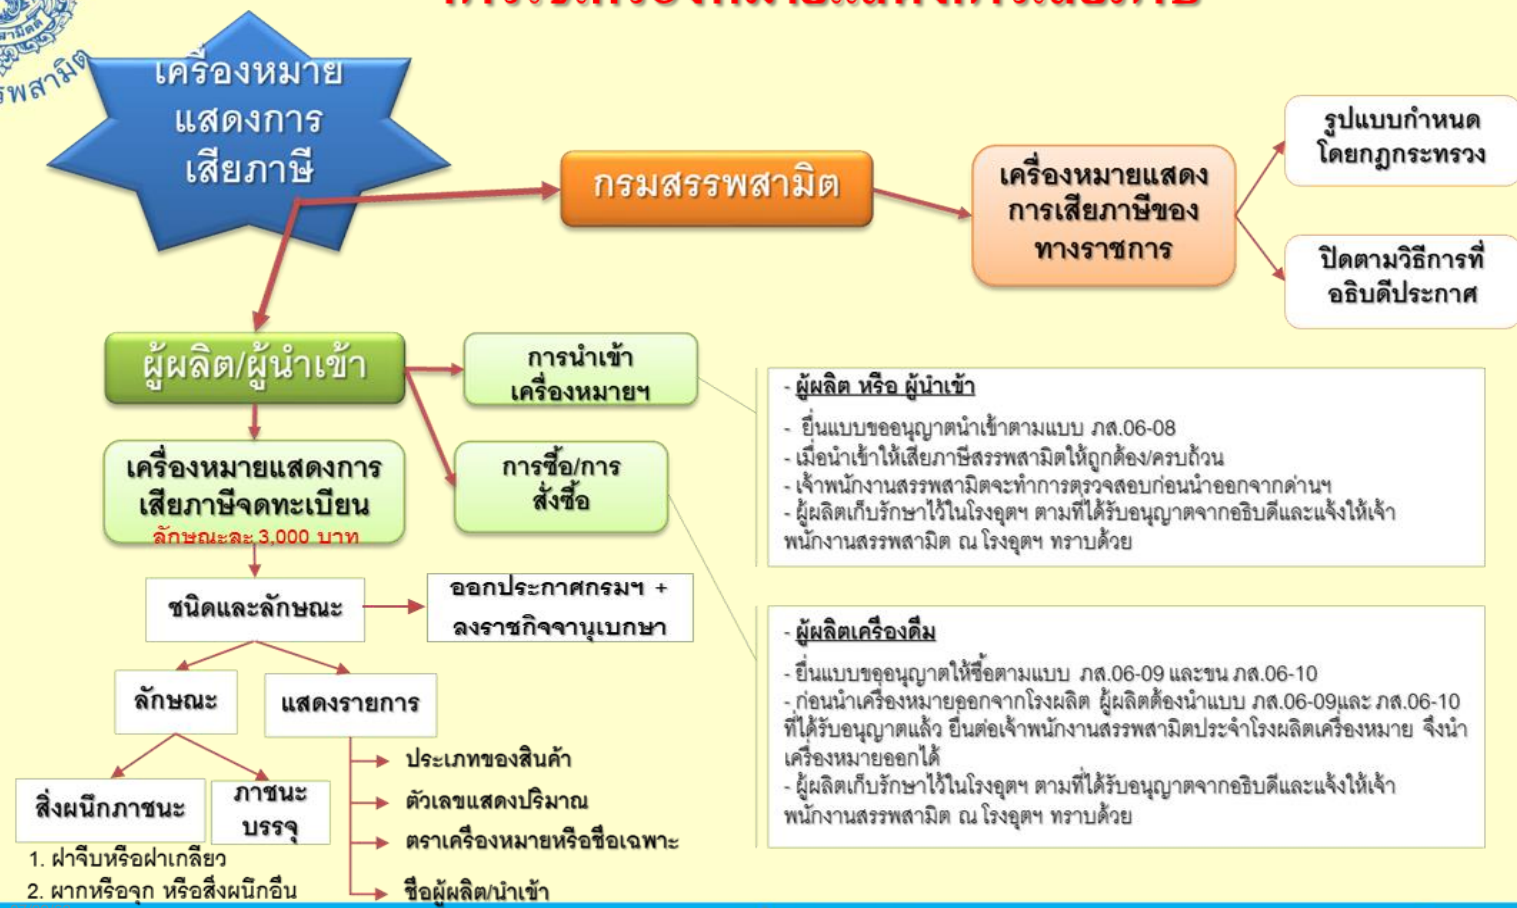 เครื่องหมาย
แสดงการ
เสียภาษี
กรมสรรพสามิต
เครื่องหมายแสดง
การเสียภาษีของ
ทางราชการ
รูปแบบกำหนด
โดยกฎกระทรวง
ปิดตามวิธีการที่
อธิบดีประกาศ
ผู้ผลิต/ผู้นำเข้า
การนำเข้า
เครื่องหมายฯ
การซื้อ/การ
สั่งซื้อ
เครื่องหมายแสดงการ
เสียภาษีจดทะเบียน
ลักษณะละ 3,000 บาท
ชนิดและลักษณะ
ออกประกาศกรมฯ +
ลงราชกิจจานุเบกษา
ลักษณะ
แสดงรายการ
สิ่งผนึกภาชนะ
ภาชนะ
บรรจุ
1. ฝาจีบหรือฝาเกลียว
2. ผากหรือจุก หรือสิ่งผนึกอื่น
ประเภทของสินค้า
ตัวเลขแสดงปริมาณ
ตราเครื่องหมายหรือชื่อเฉพาะ
ชื่อผู้ผลิต/นำเข้า
- ผู้ผลิต หรือ ผู้นำเข้า
- ยื่นแบบขออนุญาตนำเข้าตามแบบ ภส.06-08
- เมื่อนำเข้าให้เสียภาษีสรรพสามิตให้ถูกต้อง/ครบถ้วน
- เจ้าพนักงานสรรพสามิตจะทำการตรวจสอบก่อนนำออกจากด่านฯ
- ผู้ผลิตเก็บรักษาไว้ในโรงอุตฯ ตามที่ได้รับอนุญาตจากอธิบดีและแจ้งให้เจ้า
พนักงานสรรพสามิต ณ โรงอุตฯ ทราบด้วย
- ผู้ผลิตเครื่องดื่ม
- ยื่นแบบขออนุญาตให้ซื้อตามแบบ ภส.06-09 และขน ภส.06-10
- ก่อนนำเครื่องหมายออกจากโรงผลิต ผู้ผลิตต้องนำแบบ ภส.06-09และ ภส.06-10
ที่ได้รับอนุญาตแล้ว ยื่นต่อเจ้าพนักงานสรรพสามิตประจำโรงผลิตเครื่องหมาย จึงนำ
เครื่องหมายออกได้
- ผู้ผลิตเก็บรักษาไว้ในโรงอุตฯ ตามที่ได้รับอนุญาตจากอธิบดีและแจ้งให้เจ้า
พนักงานสรรพสามิต ณ โรงอุตฯ ทราบด้วย